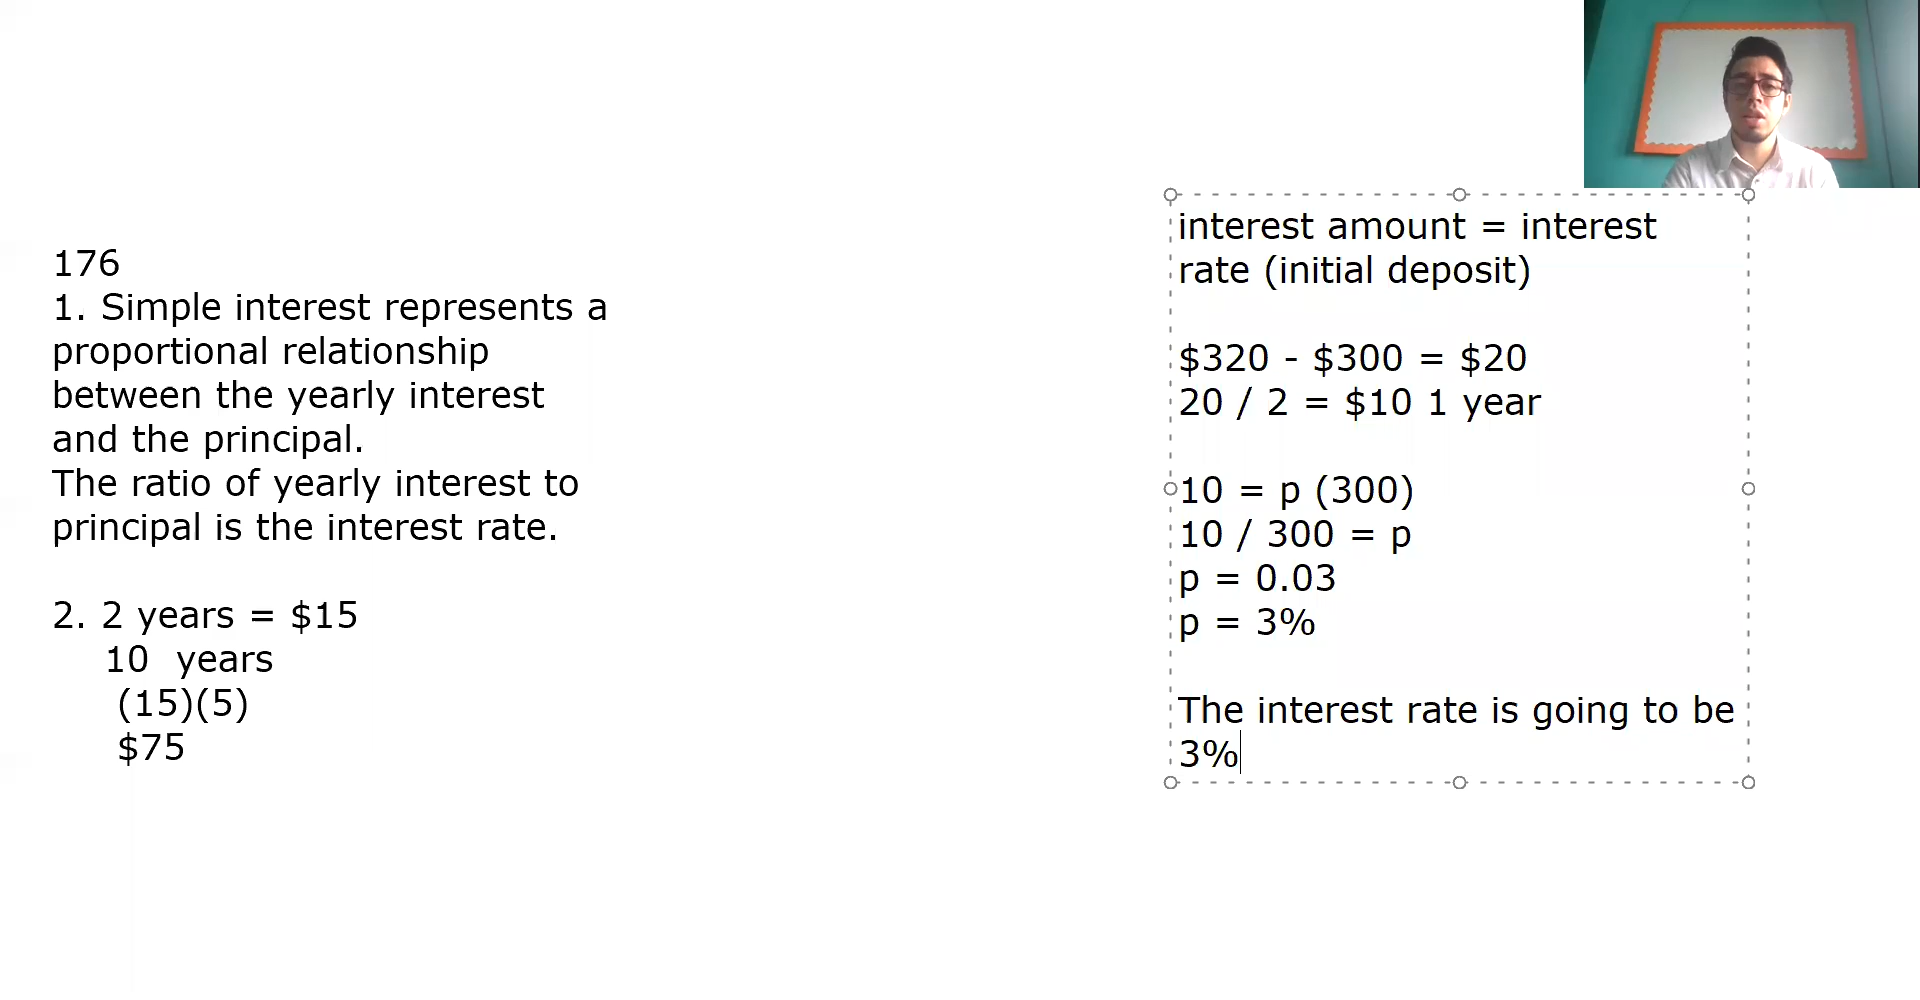 176
1. Simple interest represents a
proportional relationship
between the yearly interest
and the principal.
The ratio of yearly interest to
principal is the interest rate.
2. 2 years = $15
10  years
(15)(5)
$75
interest amount = interest
rate (initial deposit)
$320 - $300 = $20
20 / 2 = $10 1 year
10 = p (300)
10 / 300 = p
p = 0.03
p = 3%
The interest rate is going to be
3%